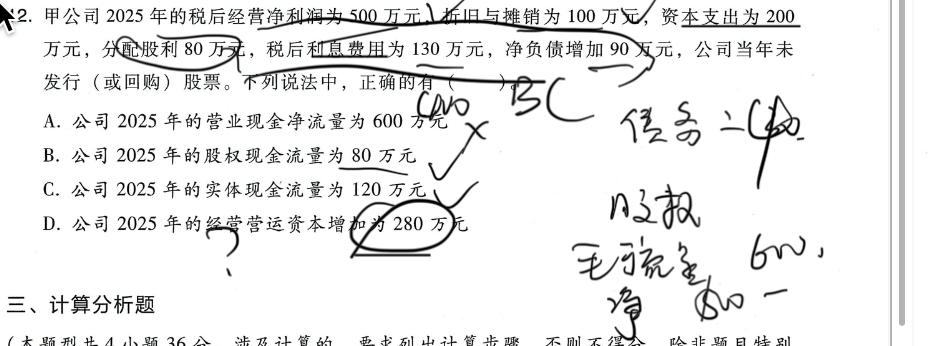 12. 甲公司 2025 年的税后经营净利润为 500 万元、折旧与摊销为 100 万元，资本支出为 200
万元，分配股利 80 万元，税后利息费用为 130 万元，净负债增加 90 万元，公司当年未
发行（或回购）股票。下列说法中，正确的有（　　）。
BC
A. 公司 2025 年的营业现金净流量为 600 万元
B. 公司 2025 年的股权现金流量为 80 万元
C. 公司 2025 年的实体现金流量为 120 万元
D. 公司 2025 年的经营营运资本增加为 280 万元
?
债务 =
股权
毛 600,
净
三、计算分析题
（本题型共 4 小题 36 分。涉及计算的，要求列出计算步骤，否则不得分，除非题目特别